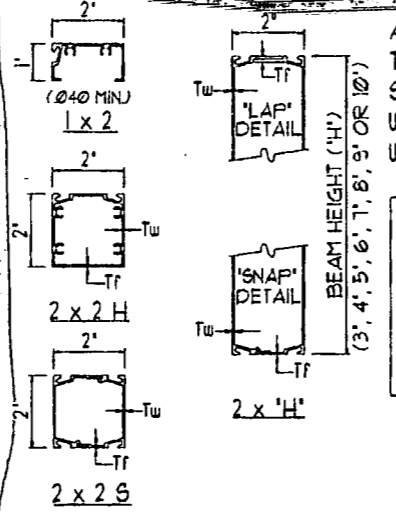 2"
1"
(.040 MIN.)
1 x 2
2"
2"
Tw
Tf
2 x 2 H
2"
2"
Tw
Tf
2 x 2 S
2"
Tf
Tw
"LAP"
DETAIL
"SNAP"
DETAIL
Tw
Tf
2 x "H"
BEAM HEIGHT ("H")
(3", 4", 5", 6", 7", 8", 9" OR 10")